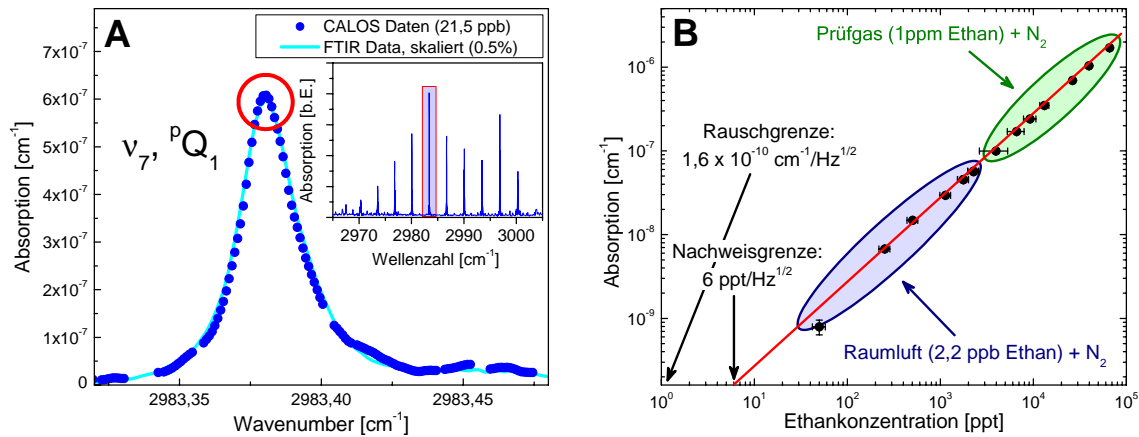 A
CALOS Daten (21,5 ppb)
FTIR Data, skaliert (0.5%)
7x10⁻⁷
6x10⁻⁷
5x10⁻⁷
4x10⁻⁷
3x10⁻⁷
2x10⁻⁷
1x10⁻⁷
0
Absorption [cm⁻¹]
ν₇, ᵖQ₁
Absorption [b.E.]
2970 2980 2990 3000
Wellenzahl [cm⁻¹]
2983,35 2983,40 2983,45
Wavenumber [cm⁻¹]
B
Prüfgas (1ppm Ethan) + N₂
10⁻⁶
10⁻⁷
10⁻⁸
10⁻⁹
Absorption [cm⁻¹]
Rauschgrenze:
1,6 x 10⁻¹⁰ cm⁻¹/Hz¹ᐟ²
Nachweisgrenze:
6 ppt/Hz¹ᐟ²
Raumluft (2,2 ppb Ethan) + N₂
10⁰ 10¹ 10² 10³ 10⁴ 10⁵
Ethankonzentration [ppt]